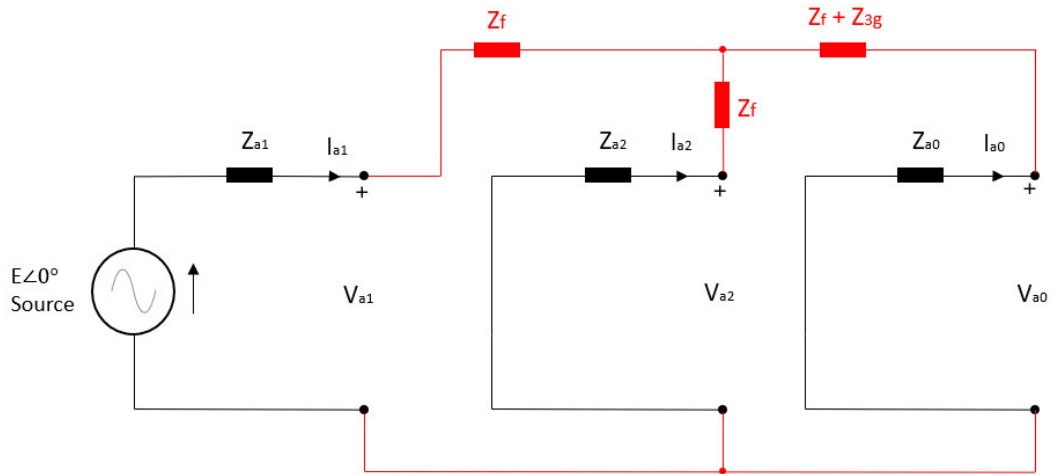 Zf
Zf + Z3g
Zf
Za1
Ia1
Za2
Ia2
Za0
Ia0
+
+
+
E∠0°
Source
Va1
Va2
Va0